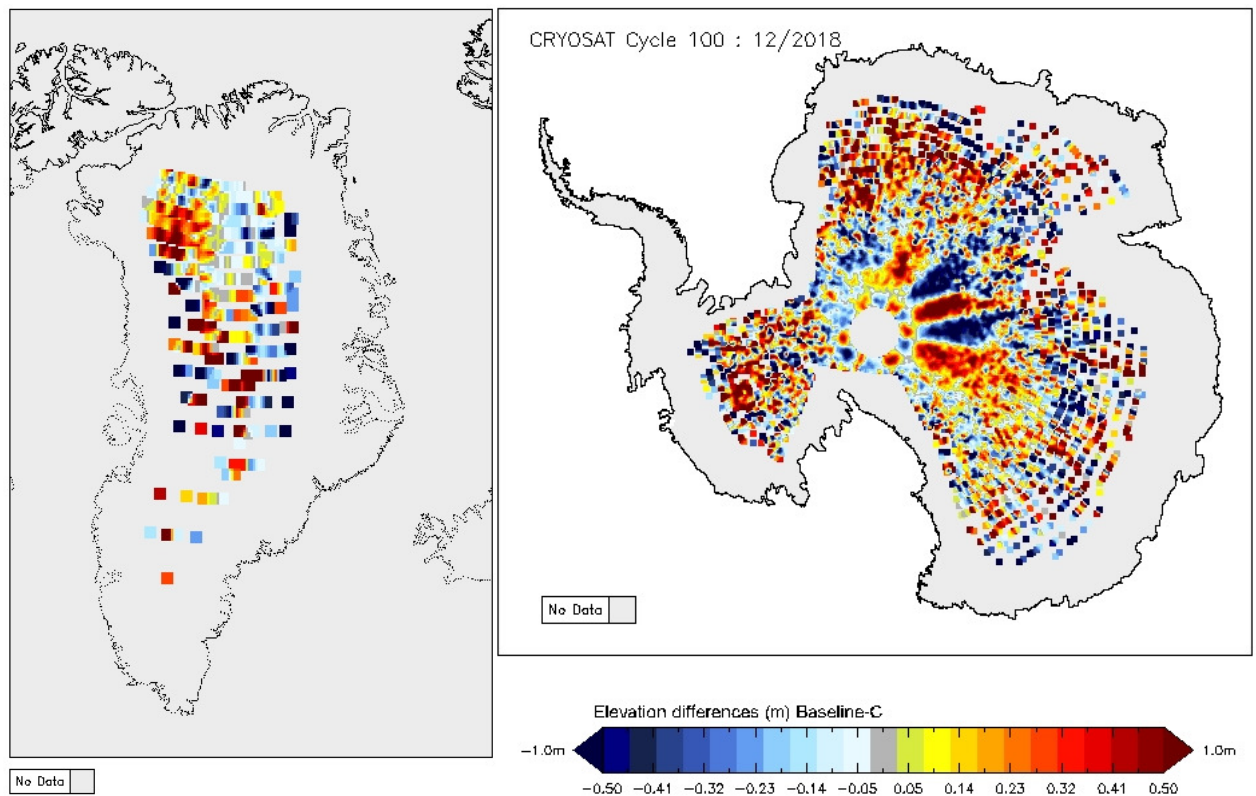 CRYOSAT Cycle 100 : 12/2018
No Data
Elevation differences (m) Baseline-C
-1.0m
1.0m
-0.50 -0.41 -0.32 -0.23 -0.14 -0.05 0.05 0.14 0.23 0.32 0.41 0.50
No Data